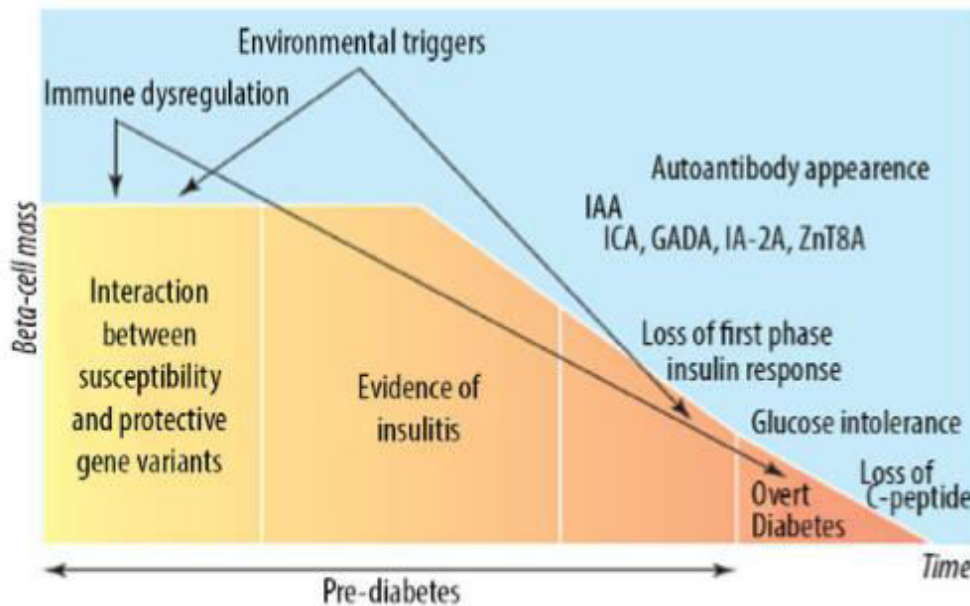 Environmental triggers
Immune dysregulation
Autoantibody appearence
IAA
ICA, GADA, IA-2A, ZnT8A
Beta-cell mass
Interaction
between
susceptibility
and protective
gene variants
Evidence of
insulitis
Loss of first phase
insulin response
Glucose intolerance
Loss of
C-peptide
Overt
Diabetes
Time
Pre-diabetes